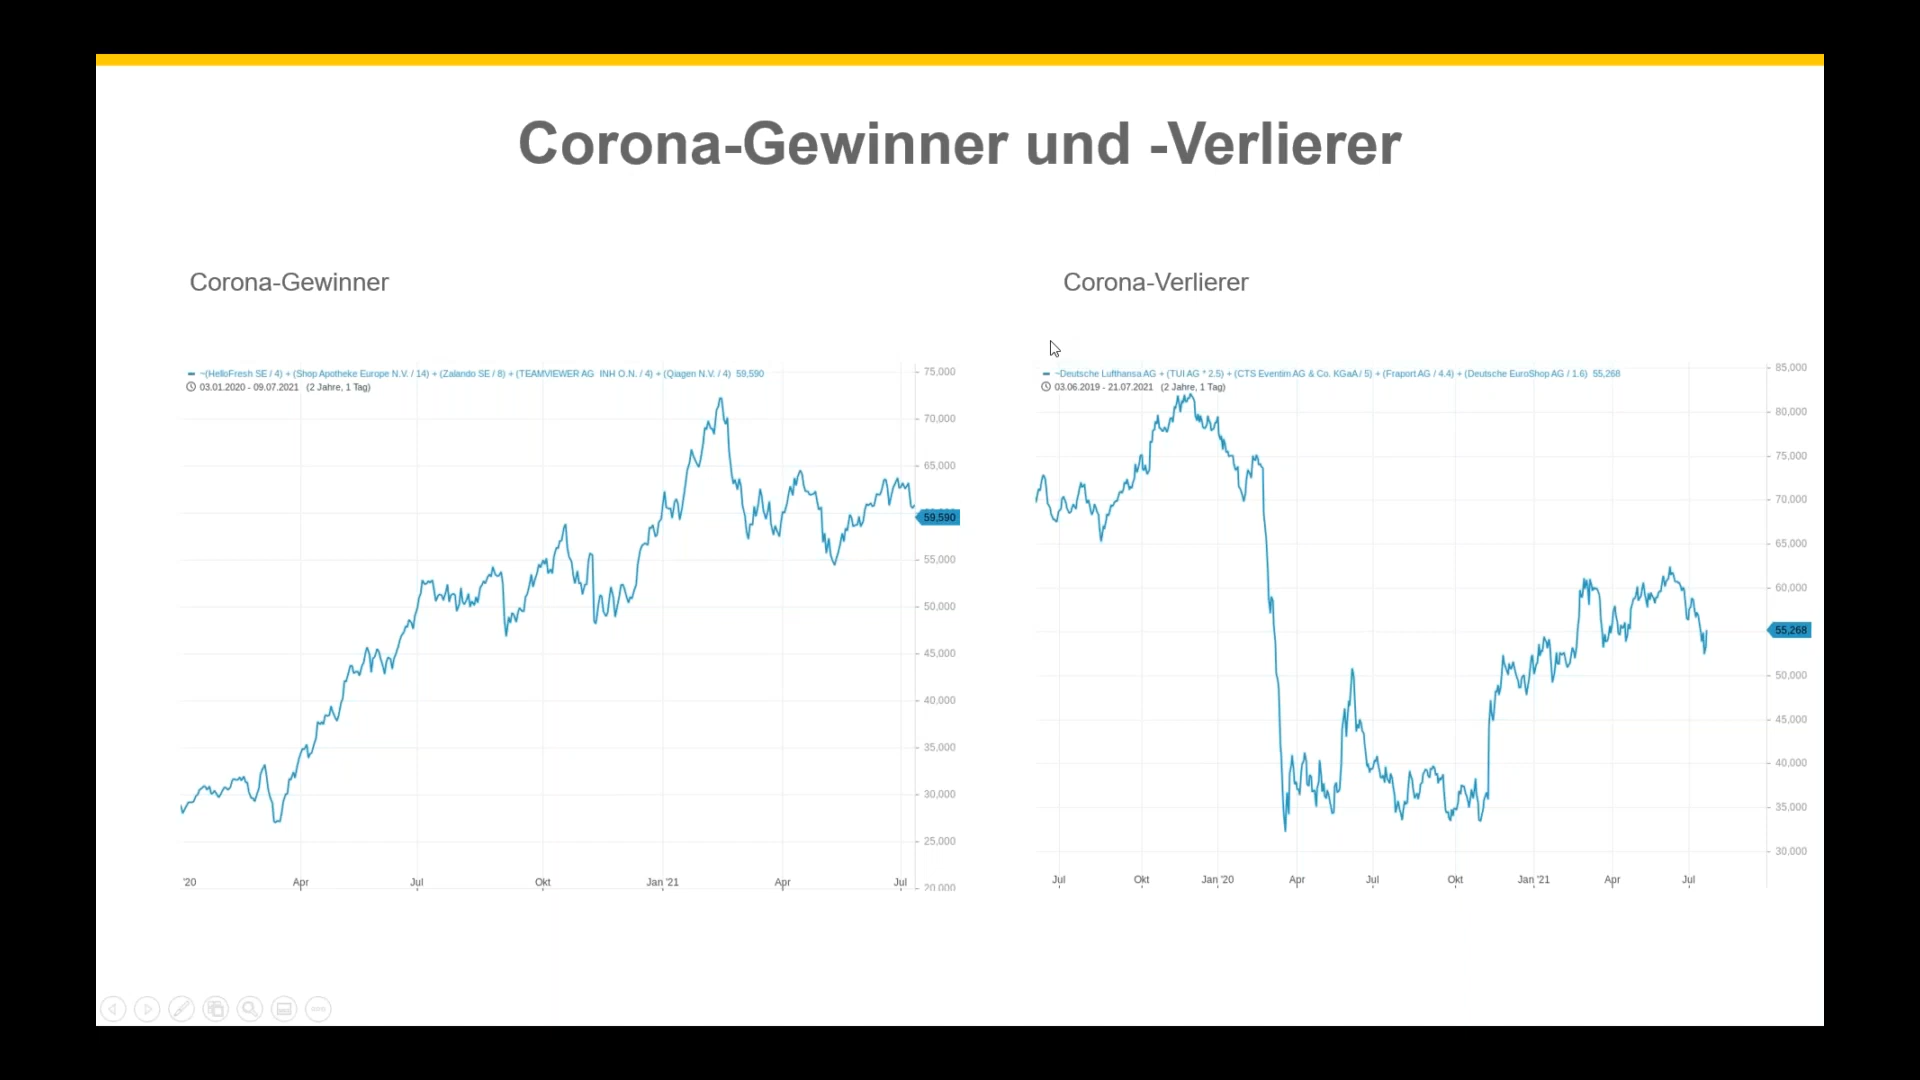 Corona-Gewinner und -Verlierer
Corona-Gewinner
~(HelloFresh SE / 4) + (Shop Apotheke Europe N.V. / 14) + (Zalando SE / 8) + (TEAMVIEWER AG INH O.N. / 4) + (Qiagen N.V. / 4) 59,590
03.01.2020 - 09.07.2021 (2 Jahre, 1 Tag)
75,000
70,000
65,000
59,590
55,000
50,000
45,000
40,000
35,000
30,000
25,000
20,000
'20 Apr Jul Okt Jan '21 Apr Jul
Corona-Verlierer
~Deutsche Lufthansa AG + (TUI AG * 2.5) + (CTS Eventim AG & Co. KGaA / 5) + (Fraport AG / 4.4) + (Deutsche EuroShop AG / 1.6) 55,268
03.06.2019 - 21.07.2021 (2 Jahre, 1 Tag)
85,000
80,000
75,000
70,000
65,000
60,000
55,268
50,000
45,000
40,000
35,000
30,000
Jul Okt Jan '20 Apr Jul Okt Jan '21 Apr Jul